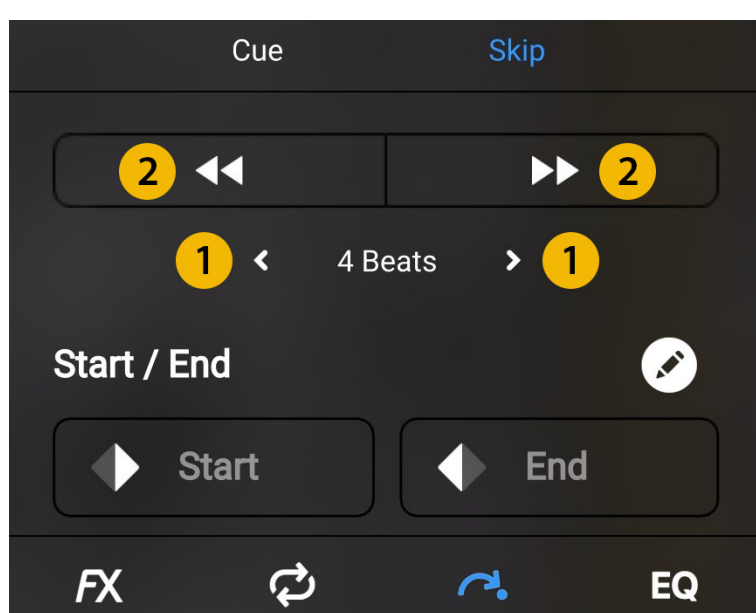 Cue Skip
2 2
1 4 Beats 1
Start / End
Start End
FX EQ